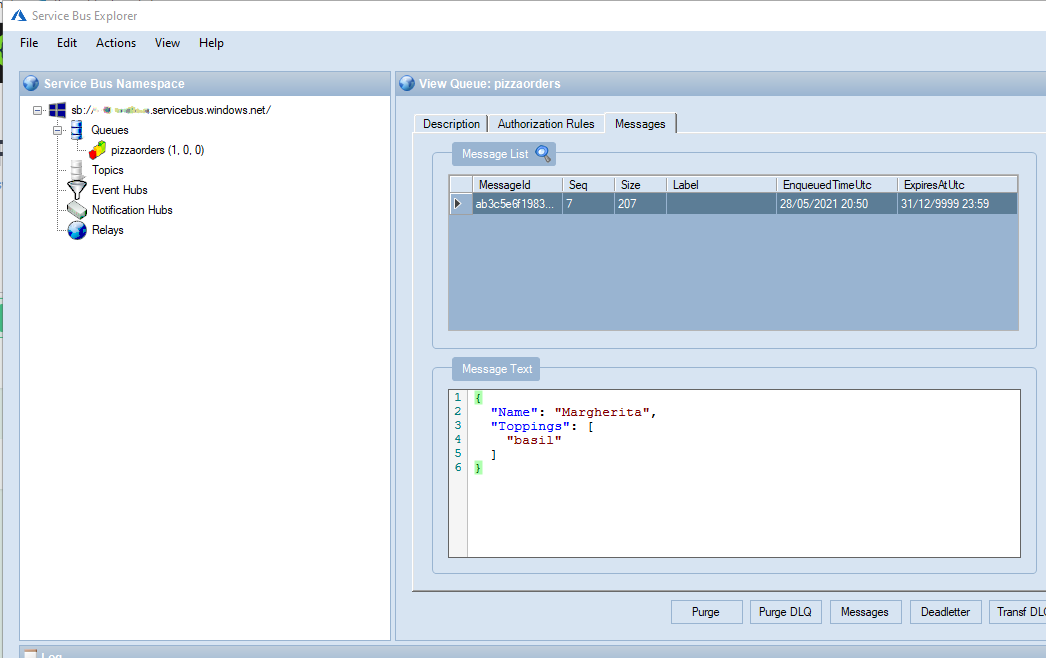 Service Bus Explorer
File Edit Actions View Help
Service Bus Namespace
sb:// .servicebus.windows.net/
Queues
pizzaorders (1, 0, 0)
Topics
Event Hubs
Notification Hubs
Relays
View Queue: pizzaorders
Description Authorization Rules Messages
Message List
MessageId Seq Size Label EnqueuedTimeUtc ExpiresAtUtc
ab3c5e6f1983... 7 207 28/05/2021 20:50 31/12/9999 23:59
Message Text
1 {
2 "Name": "Margherita",
3 "Toppings": [
4 "basil"
5 ]
6 }
Purge Purge DLQ Messages Deadletter Transf DLQ
Log